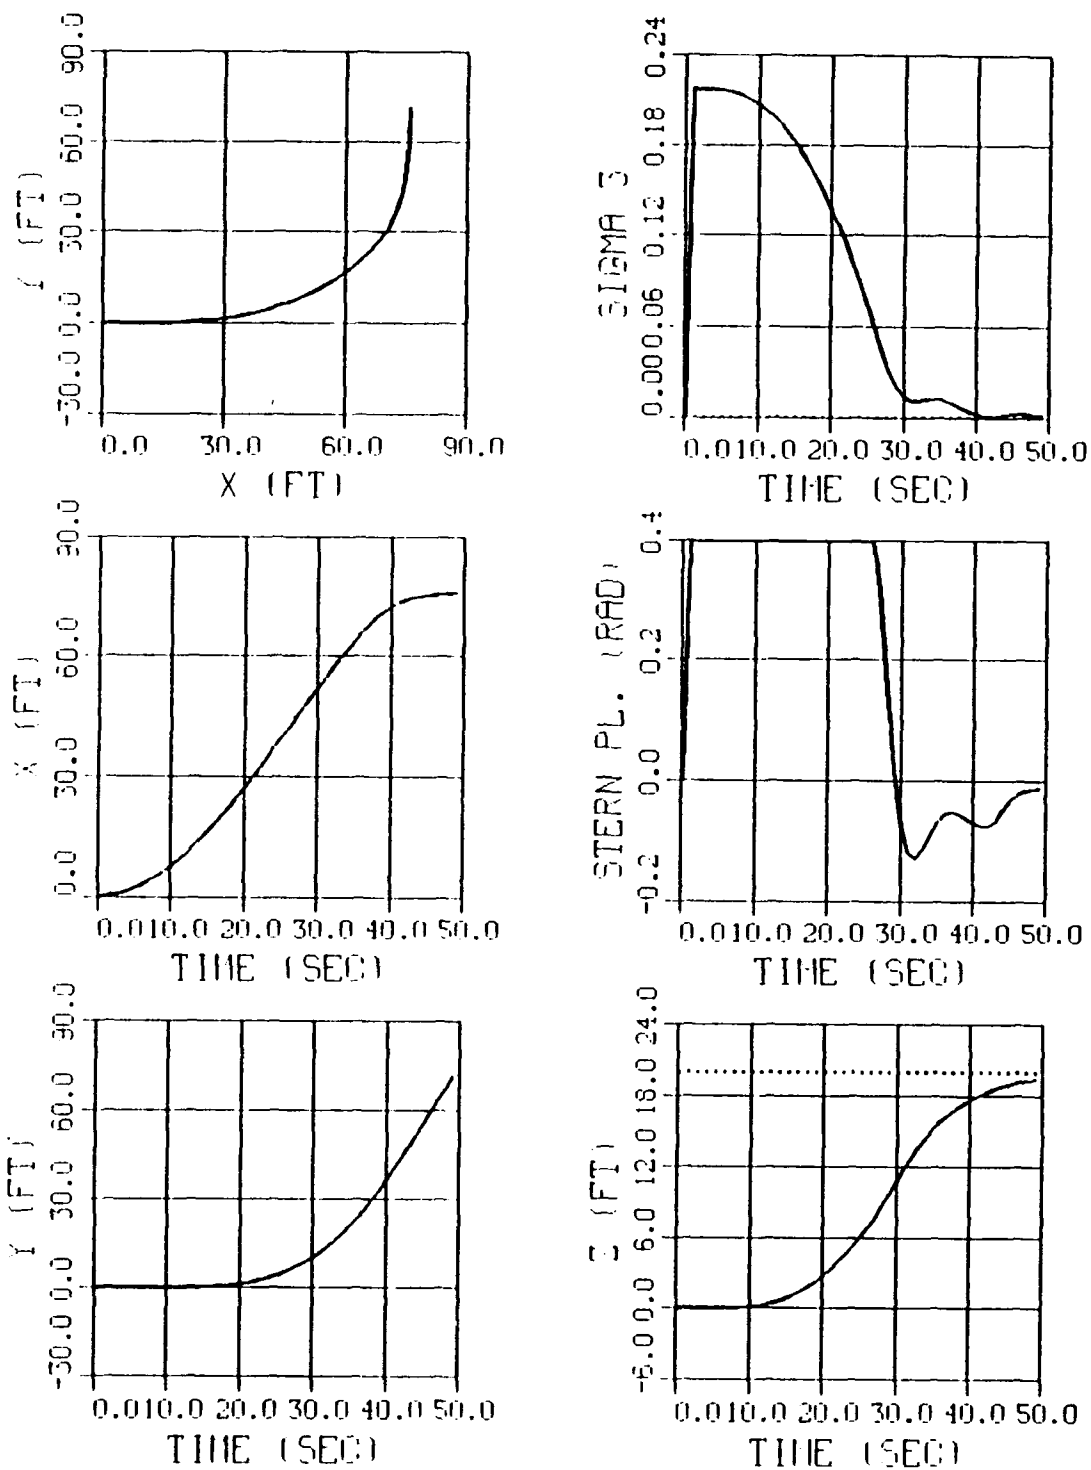 90.0
60.0
30.0
0.0
-30.0
Y (FT)
0.0 30.0 60.0 90.0
X (FT)
0.24
0.18
0.12
0.06
0.00
SIGMA 3
0.0 10.0 20.0 30.0 40.0 50.0
TIME (SEC)
90.0
60.0
30.0
0.0
X (FT)
0.0 10.0 20.0 30.0 40.0 50.0
TIME (SEC)
0.4
0.2
0.0
-0.2
STERN PL. (RAD)
0.0 10.0 20.0 30.0 40.0 50.0
TIME (SEC)
90.0
60.0
30.0
0.0
-30.0
Y (FT)
0.0 10.0 20.0 30.0 40.0 50.0
TIME (SEC)
24.0
18.0
12.0
6.0
0.0
-6.0
Z (FT)
0.0 10.0 20.0 30.0 40.0 50.0
TIME (SEC)